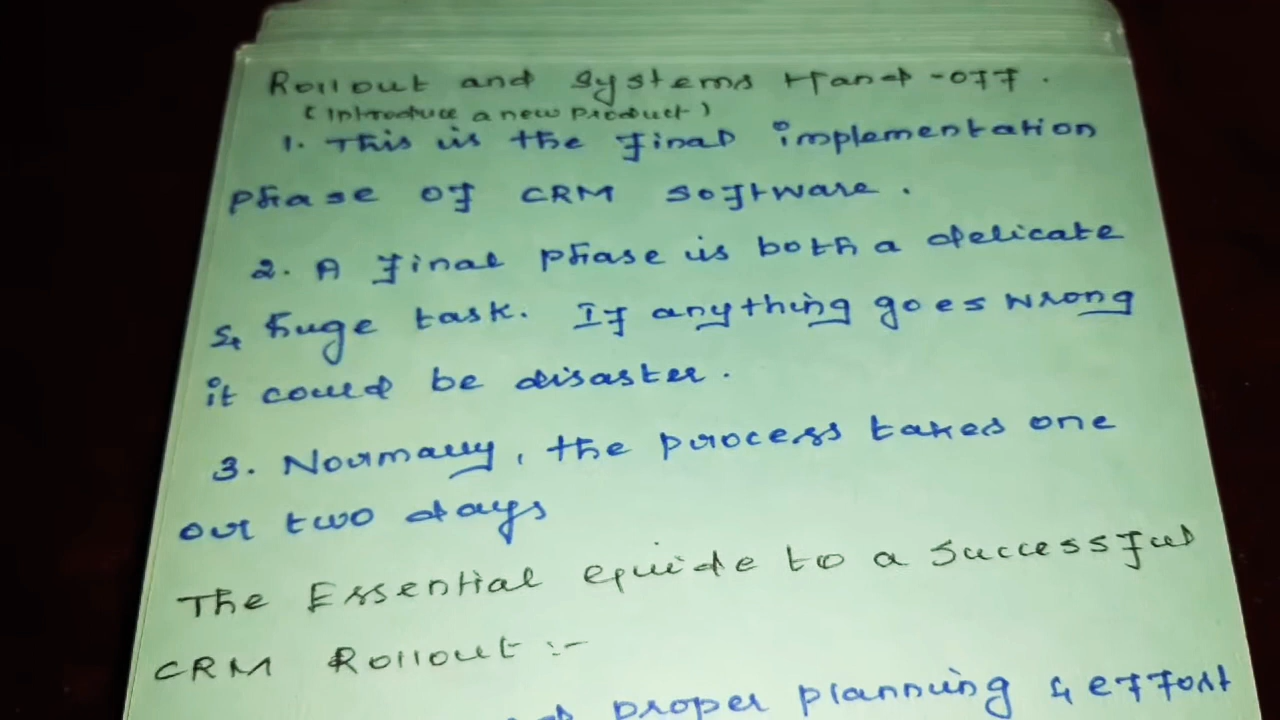 Rollout and Systems Hand-off.
(Introduce a new product)
1. This is the final implementation
phase of CRM software.
2. A final phase is both a delicate
& huge task. If anything goes wrong
it could be disaster.
3. Normally, the process takes one
or two days
The Essential guide to a successful
CRM Rollout :-
proper planning & effort